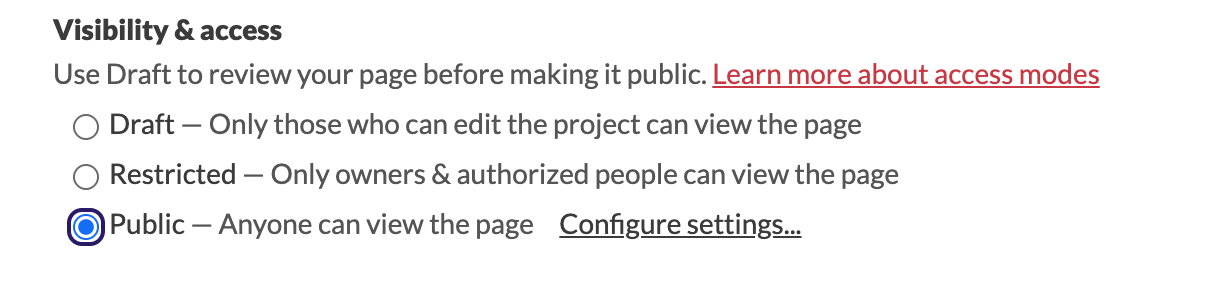 Visibility & access
Use Draft to review your page before making it public. Learn more about access modes
Draft — Only those who can edit the project can view the page
Restricted — Only owners & authorized people can view the page
Public — Anyone can view the page Configure settings...